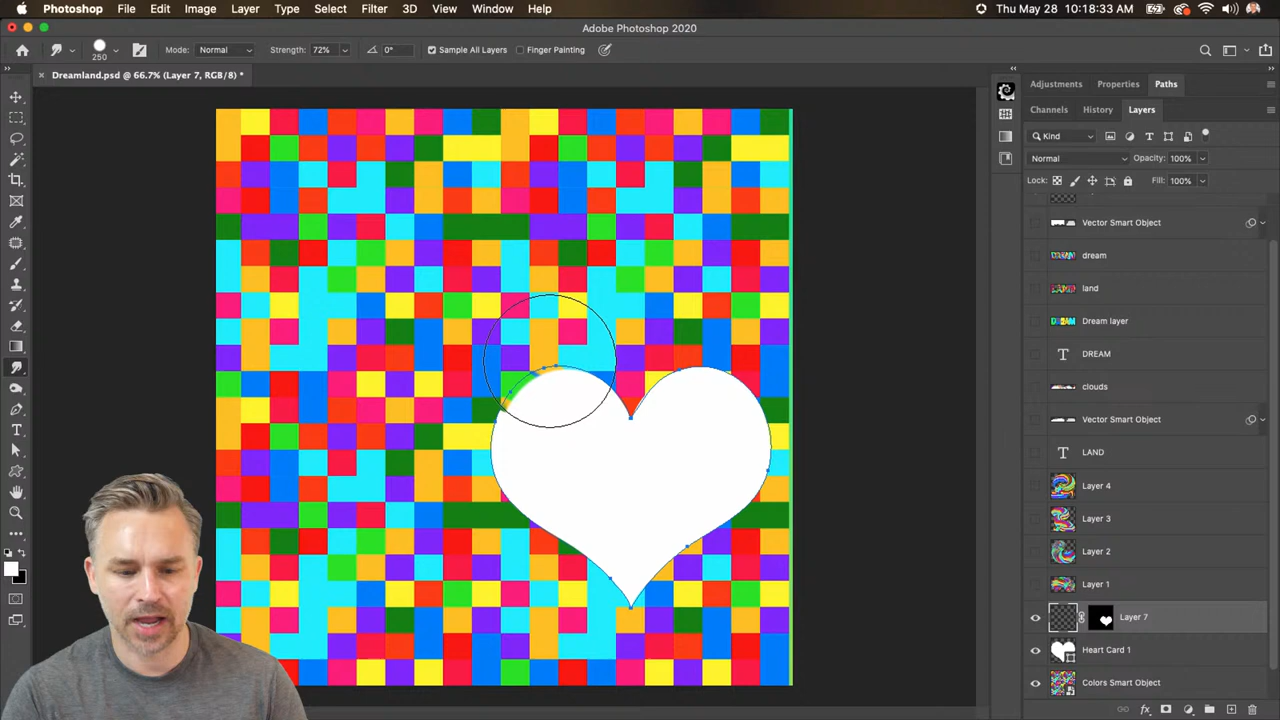 Photoshop File Edit Image Layer Type Select Filter 3D View Window Help Thu May 28 10:18:33 AM
Adobe Photoshop 2020
250 Mode: Normal Strength: 72% 0° Sample All Layers Finger Painting
Dreamland.psd @ 66.7% (Layer 7, RGB/8) *
Adjustments Properties Paths
Channels History Layers
Kind
Normal Opacity: 100%
Lock: Fill: 100%
Vector Smart Object
dream
land
Dream layer
DREAM
clouds
Vector Smart Object
LAND
Layer 4
Layer 3
Layer 2
Layer 1
Layer 7
Heart Card 1
Colors Smart Object